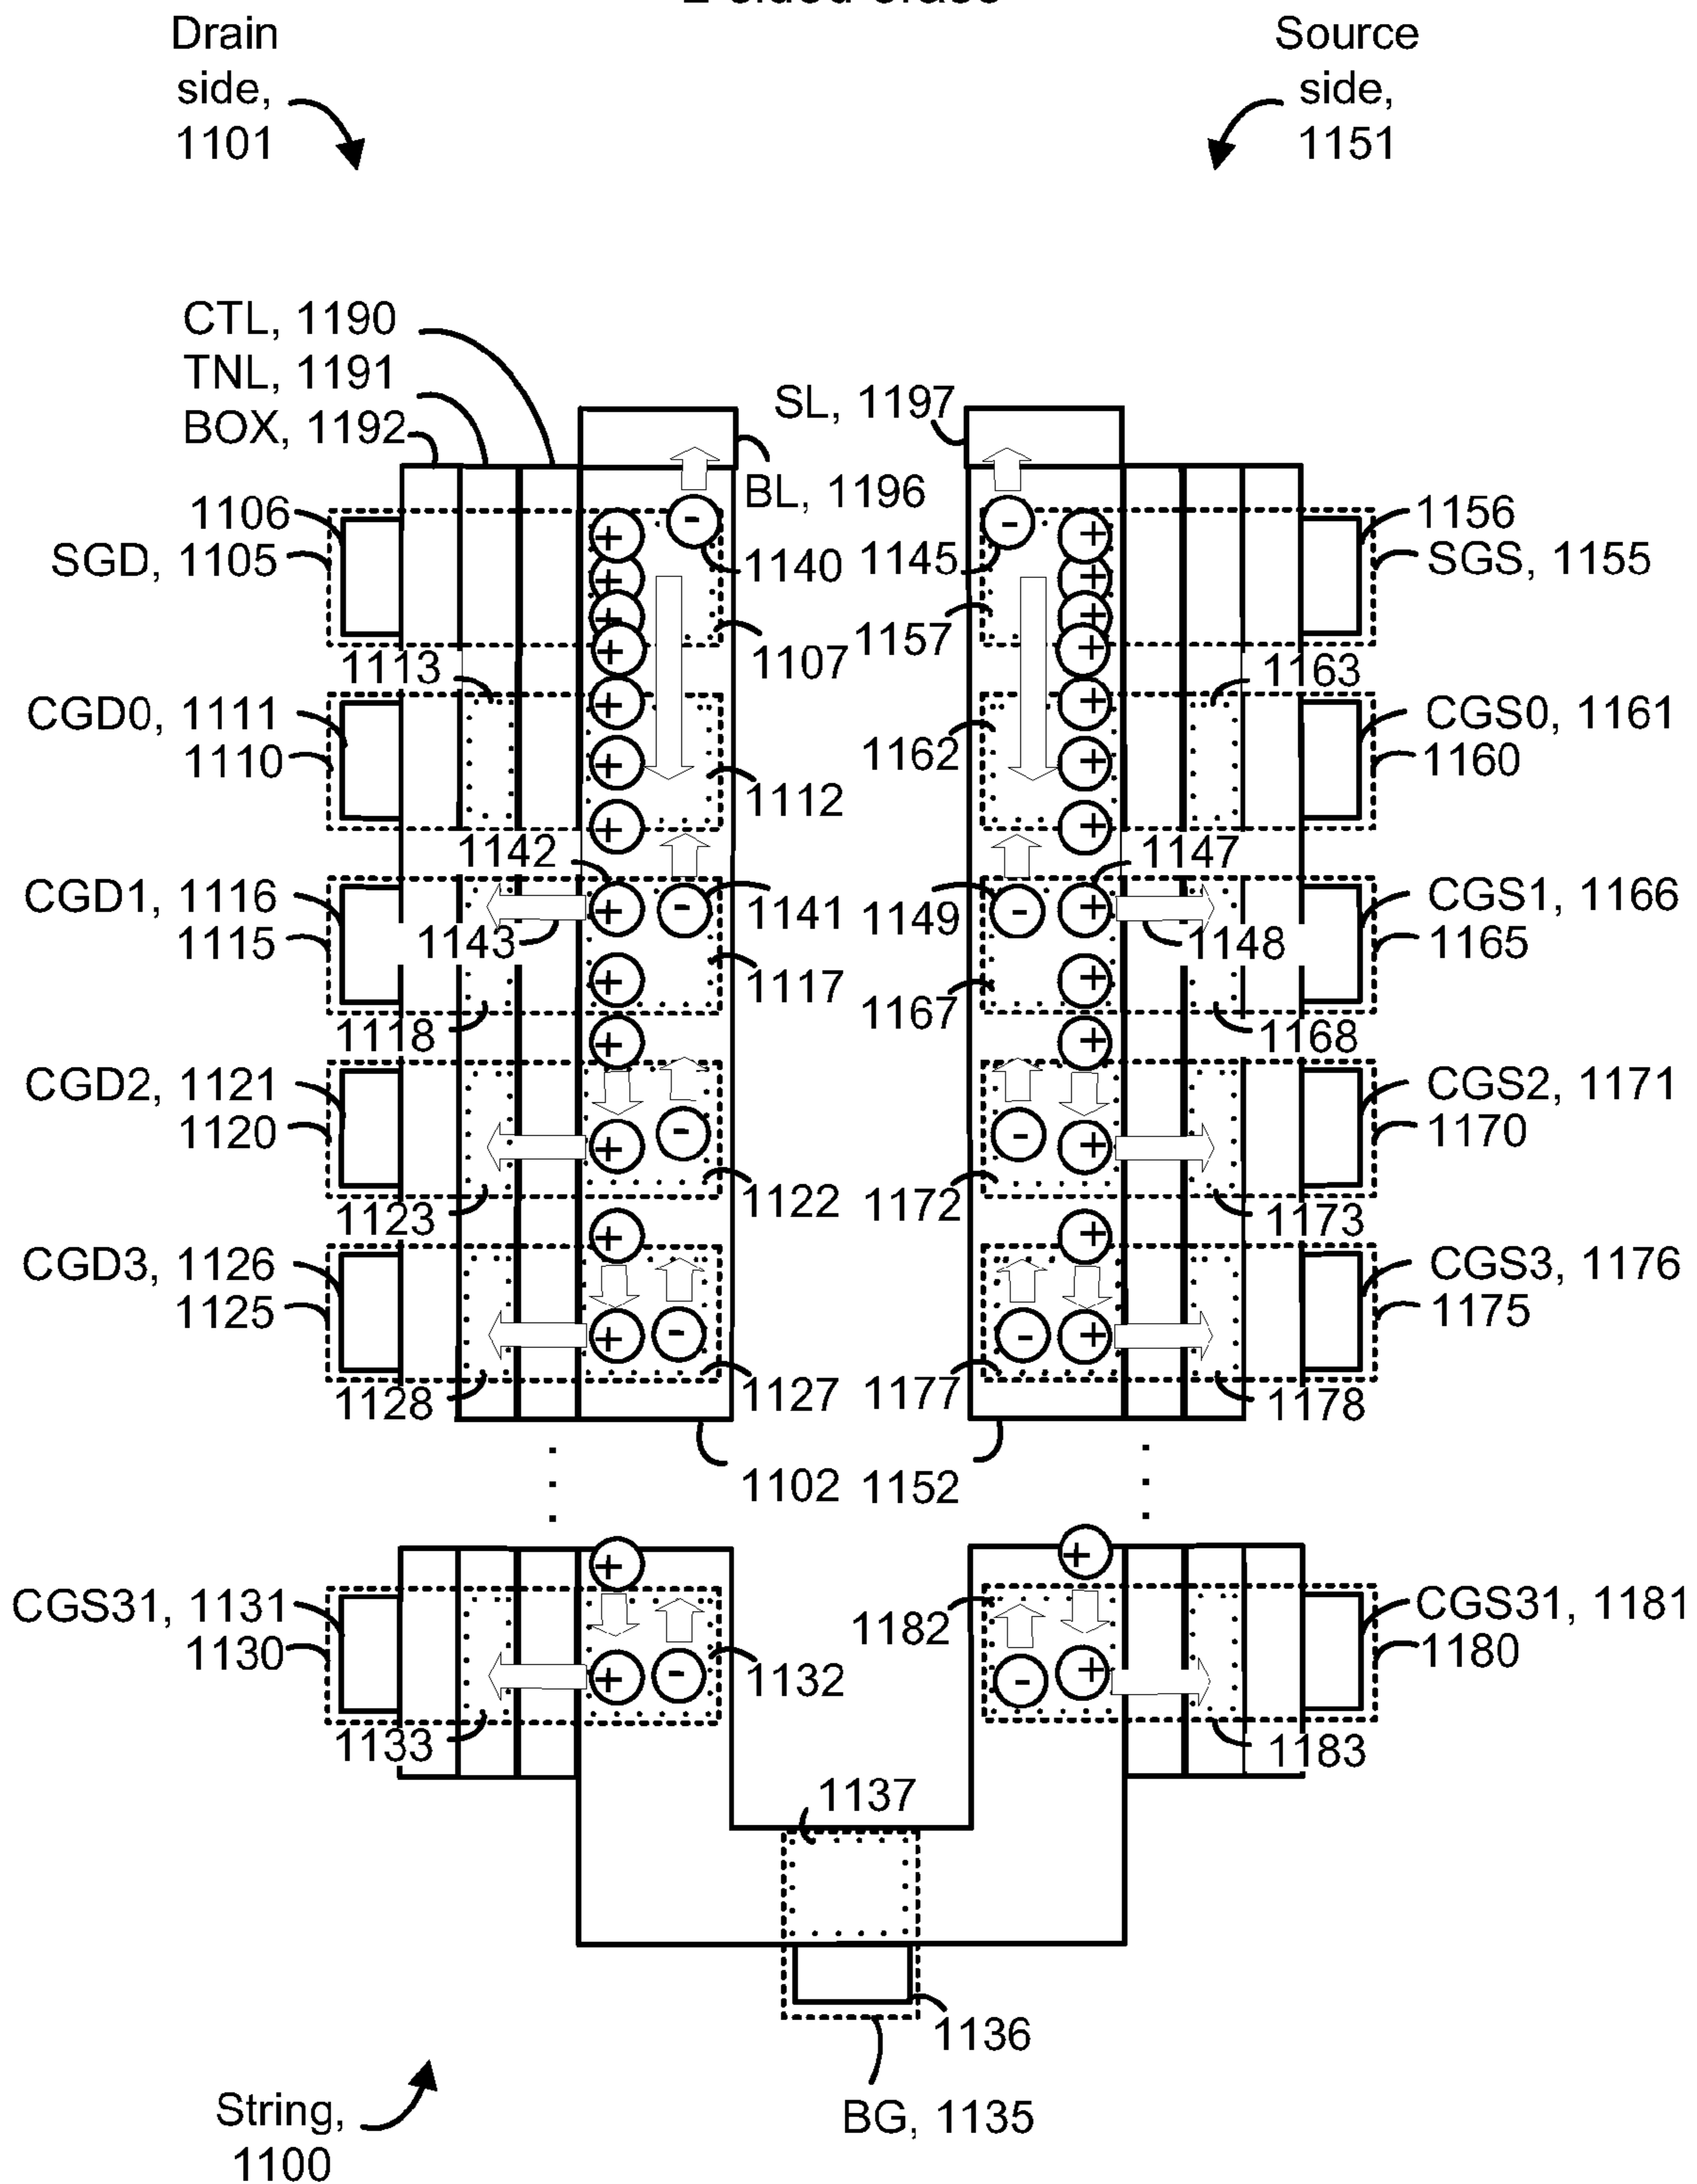 2-sided erase
Drain
side,
1101
Source
side,
1151
CTL, 1190
TNL, 1191
BOX, 1192
SL, 1197
BL, 1196
1106
SGD, 1105
1140
1145
1156
SGS, 1155
1113
1107
1157
1163
CGD0, 1111
1110
1112
1162
CGS0, 1161
1160
1142
1147
CGD1, 1116
1115
1143
1141
1149
1148
CGS1, 1166
1165
1117
1167
1118
1168
CGD2, 1121
1120
CGS2, 1171
1170
1123
1122
1172
1173
CGD3, 1126
1125
CGS3, 1176
1175
1128
1127
1177
1178
1102
1152
CGS31, 1131
1130
1182
CGS31, 1181
1180
1132
1133
1183
1137
1136
BG, 1135
String,
1100